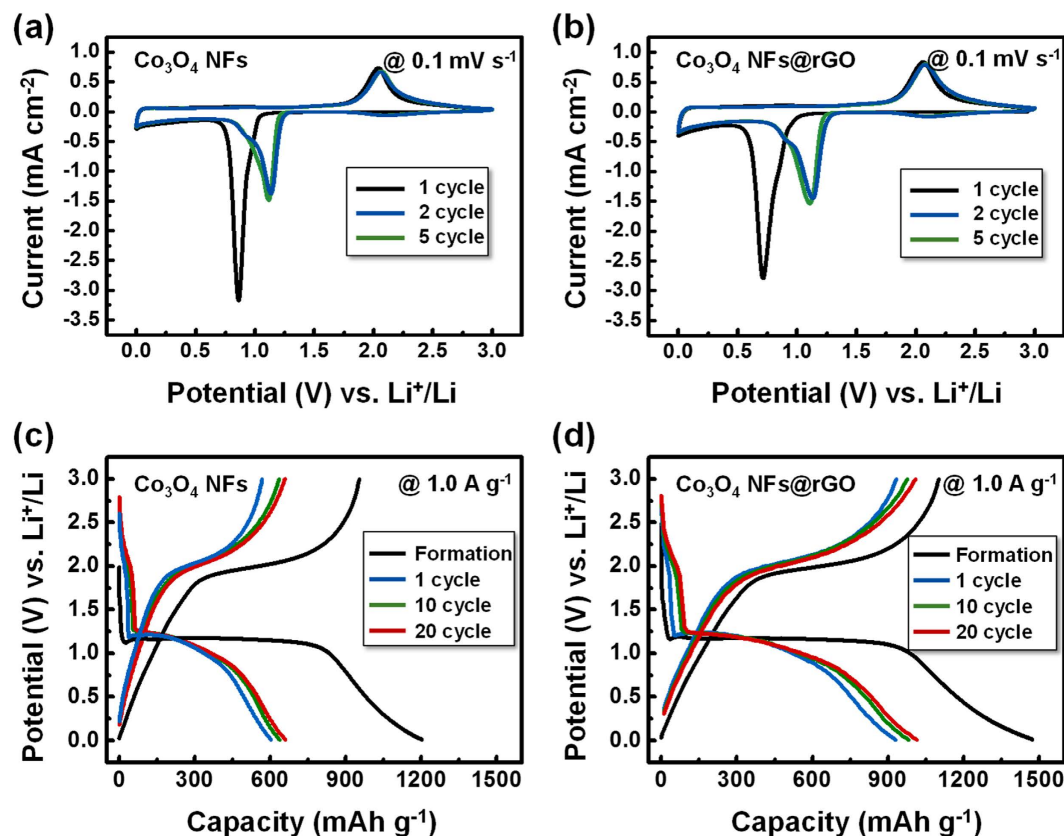 (a)
Co₃O₄ NFs
@ 0.1 mV s⁻¹
1.0
0.5
0.0
-0.5
-1.0
-1.5
-2.0
-2.5
-3.0
-3.5
Current (mA cm⁻²)
1 cycle
2 cycle
5 cycle
0.0 0.5 1.0 1.5 2.0 3.0
Potential (V) vs. Li⁺/Li
(b)
Co₃O₄ NFs@rGO
@ 0.1 mV s⁻¹
1.0
0.5
0.0
-0.5
-1.0
-1.5
-2.0
-2.5
-3.0
-3.5
Current (mA cm⁻²)
1 cycle
2 cycle
5 cycle
0.0 0.5 1.0 1.5 2.0 3.0
Potential (V) vs. Li⁺/Li
(c)
Co₃O₄ NFs
@ 1.0 A g⁻¹
3.0
2.5
2.0
1.5
1.0
0.5
0.0
Potential (V) vs. Li⁺/Li
Formation
1 cycle
10 cycle
20 cycle
0 300 600 900 1200 1500
Capacity (mAh g⁻¹)
(d)
Co₃O₄ NFs@rGO
@ 1.0 A g⁻¹
3.0
2.5
2.0
1.5
1.0
0.5
0.0
Potential (V) vs. Li⁺/Li
Formation
1 cycle
10 cycle
20 cycle
0 300 600 900 1200 1500
Capacity (mAh g⁻¹)